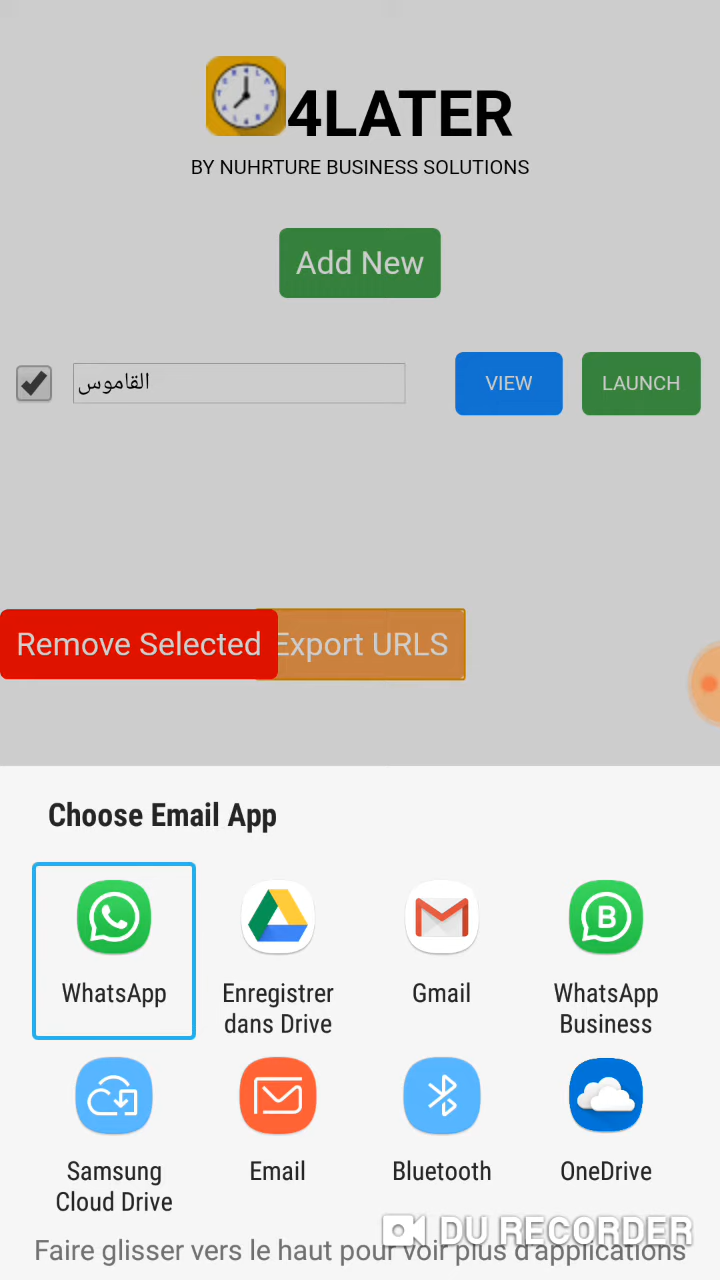 4LATER
BY NUHRTURE BUSINESS SOLUTIONS
Add New
القاموس
VIEW
LAUNCH
Remove Selected
Export URLS
Choose Email App
WhatsApp
Enregistrer
dans Drive
Gmail
WhatsApp
Business
Samsung
Cloud Drive
Email
Bluetooth
OneDrive
DU RECORDER
Faire glisser vers le haut pour voir plus d'applications